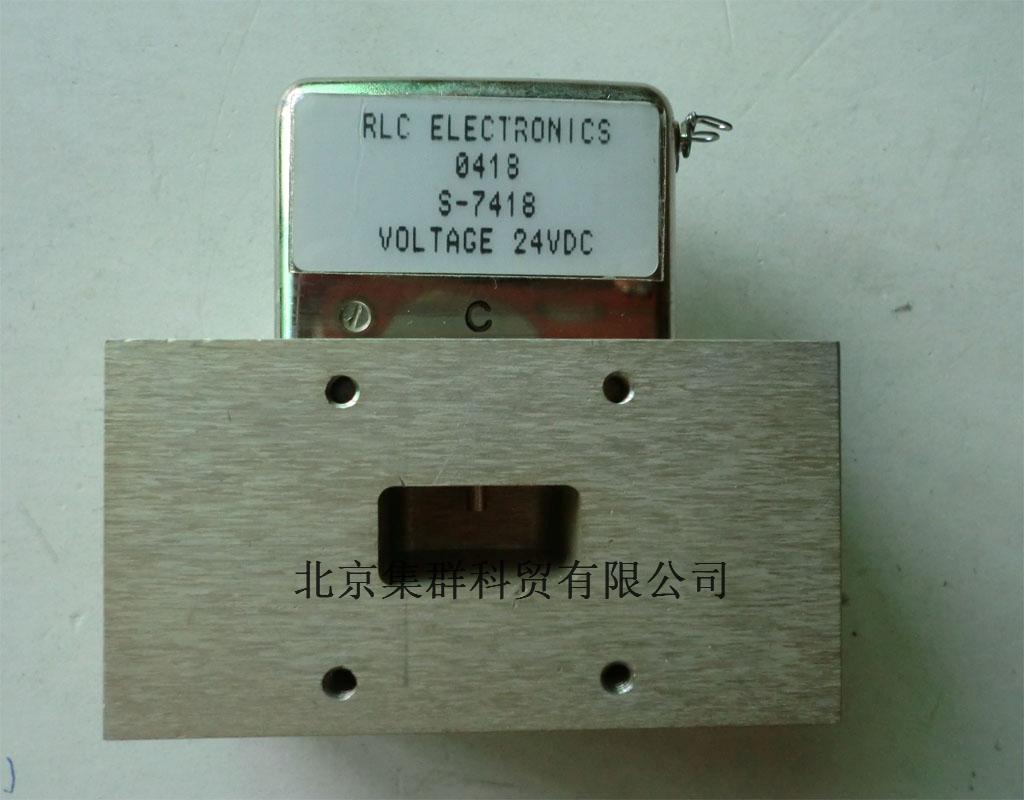 RLC ELECTRONICS
0418
S-7418
VOLTAGE 24VDC
C
北京集群科贸有限公司